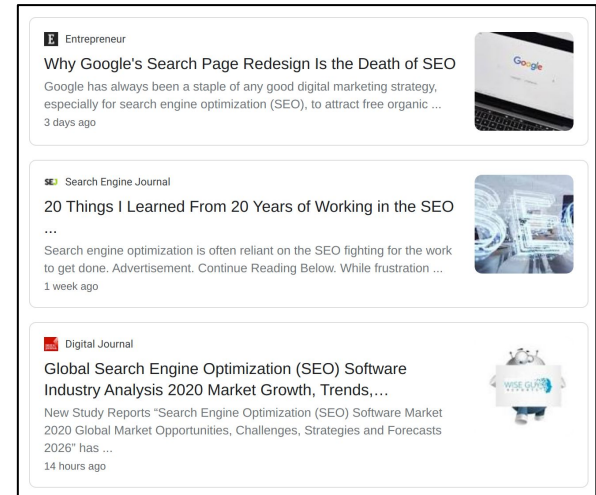 Entrepreneur
Why Google's Search Page Redesign Is the Death of SEO
Google has always been a staple of any good digital marketing strategy,
especially for search engine optimization (SEO), to attract free organic ...
3 days ago
Google
SEJ Search Engine Journal
20 Things I Learned From 20 Years of Working in the SEO
...
Search engine optimization is often reliant on the SEO fighting for the work
to get done. Advertisement. Continue Reading Below. While frustration ...
1 week ago
SEO
Digital Journal
Global Search Engine Optimization (SEO) Software
Industry Analysis 2020 Market Growth, Trends,…
New Study Reports “Search Engine Optimization (SEO) Software Market
2020 Global Market Opportunities, Challenges, Strategies and Forecasts
2026” has ...
14 hours ago
WISE GUY